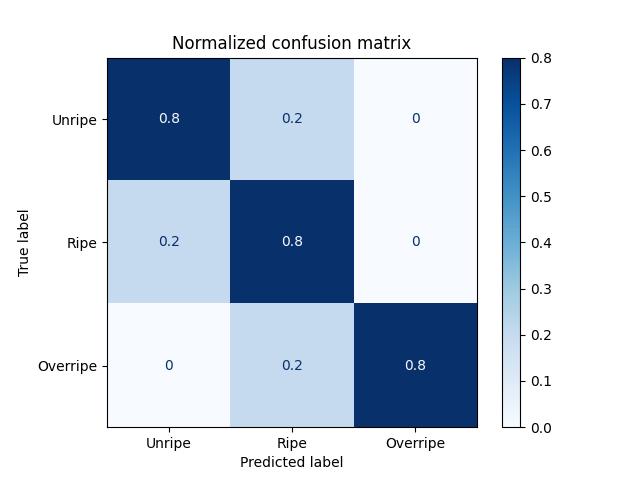 Normalized confusion matrix
Unripe 0.8 0.2 0
Ripe 0.2 0.8 0
Overripe 0 0.2 0.8
Unripe Ripe Overripe
Predicted label
True label
0.8
0.7
0.6
0.5
0.4
0.3
0.2
0.1
0.0